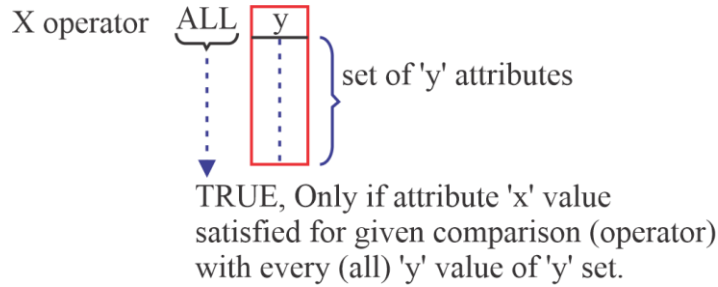 X operator ALL y
set of 'y' attributes
TRUE, Only if attribute 'x' value
satisfied for given comparison (operator)
with every (all) 'y' value of 'y' set.